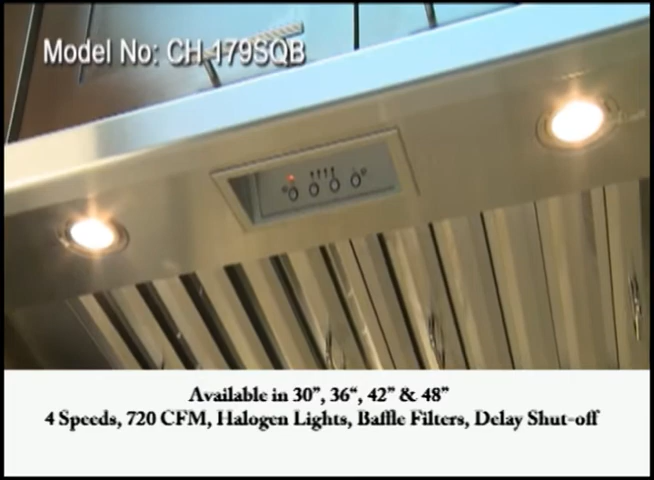 Model No: CH 179SQB
Available in 30”, 36“, 42” & 48”
4 Speeds, 720 CFM, Halogen Lights, Baffle Filters, Delay Shut-off